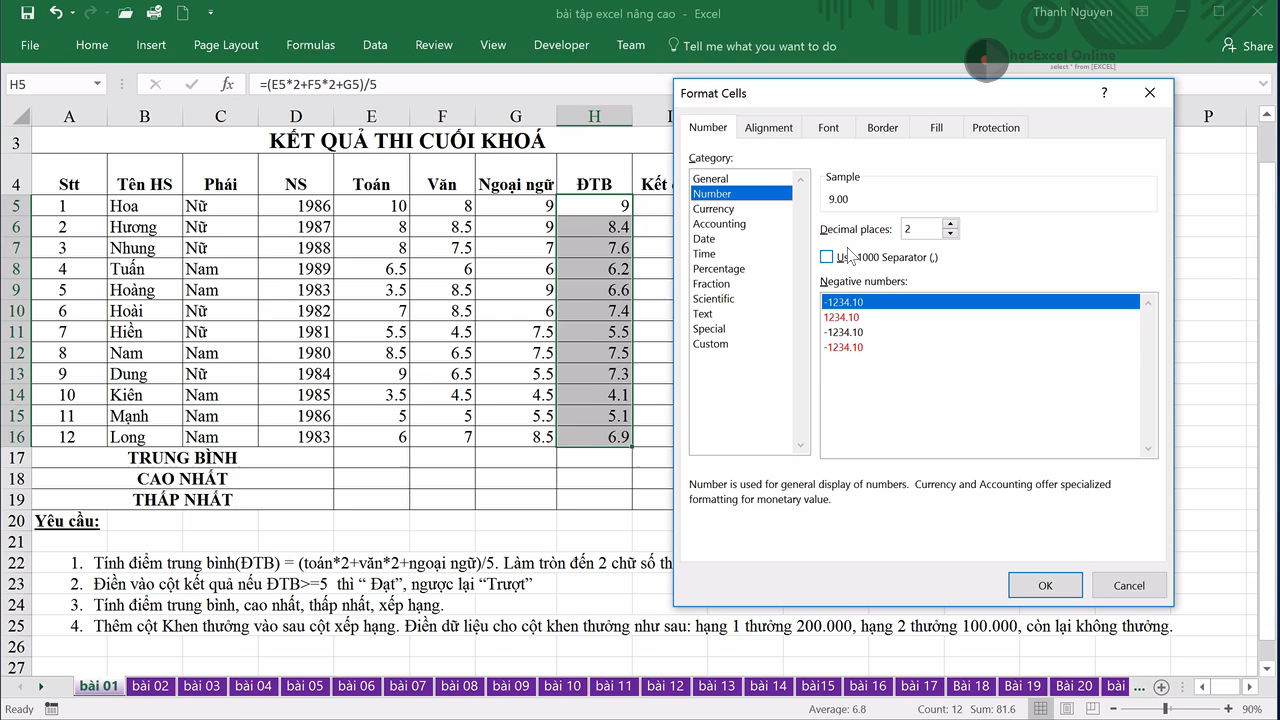 bài tập excel nâng cao - Excel
Thanh Nguyen
File Home Insert Page Layout Formulas Data Review View Developer Team Tell me what you want to do Share
hocExcel Online
select * from [EXCEL]
H5 fx =(E5*2+F5*2+G5)/5
Format Cells ?
Number Alignment Font Border Fill Protection
Category:
General
Number
Currency
Accounting
Date
Time
Percentage
Fraction
Scientific
Text
Special
Custom
Sample
9.00
Decimal places: 2
1000 Separator (,)
Negative numbers:
-1234.10
1234.10
-1234.10
-1234.10
Number is used for general display of numbers. Currency and Accounting offer specialized
formatting for monetary value.
OK Cancel
A B C D E F G H P
3 KẾT QUẢ THI CUỐI KHOÁ
4 Stt Tên HS Phái NS Toán Văn Ngoại ngữ ĐTB Kết
5 1 Hoa Nữ 1986 10 8 9 9
6 2 Hương Nữ 1987 8 8.5 9 8.4
7 3 Nhung Nữ 1988 8 7.5 7 7.6
8 4 Tuấn Nam 1989 6.5 6 6 6.2
9 5 Hoàng Nam 1982 3.5 8.5 9 6.6
10 6 Hoài Nam 1982 7 8.5 6 7.4
11 7 Hiền Nữ 1981 5.5 4.5 7.5 5.5
12 8 Nam Nam 1980 8.5 6.5 7.5 7.5
13 9 Dung Nữ 1984 9 6.5 5.5 7.3
14 10 Kiên Nam 1985 3.5 4.5 4.5 4.1
15 11 Mạnh Nam 1986 5 5 5.5 5.1
16 12 Long Nam 1983 6 7 8.5 6.9
17 TRUNG BÌNH
18 CAO NHẤT
19 THẤP NHẤT
20 Yêu cầu:
21
22 1. Tính điểm trung bình(ĐTB) = (toán*2+văn*2+ngoại ngữ)/5. Làm tròn đến 2 chữ số th
23 2. Điền vào cột kết quả nếu ĐTB>=5 thì “ Đạt”, ngược lại “Trượt”
24 3. Tính điểm trung bình, cao nhất, thấp nhất, xếp hạng.
25 4. Thêm cột Khen thưởng vào sau cột xếp hạng. Điền dữ liệu cho cột khen thưởng như sau: hạng 1 thưởng 200.000, hạng 2 thưởng 100.000, còn lại không thưởng.
26
27
bài 01 bài 02 bài 03 bài 04 bài 05 bài 06 bài 07 bài 08 bài 09 bài 10 bài 11 bài 12 bài 13 bài 14 bài15 bài 16 bài 17 Bài 18 Bài 19 Bài 20 bài ...
Ready Average: 6.8 Count: 12 Sum: 81.6 90%